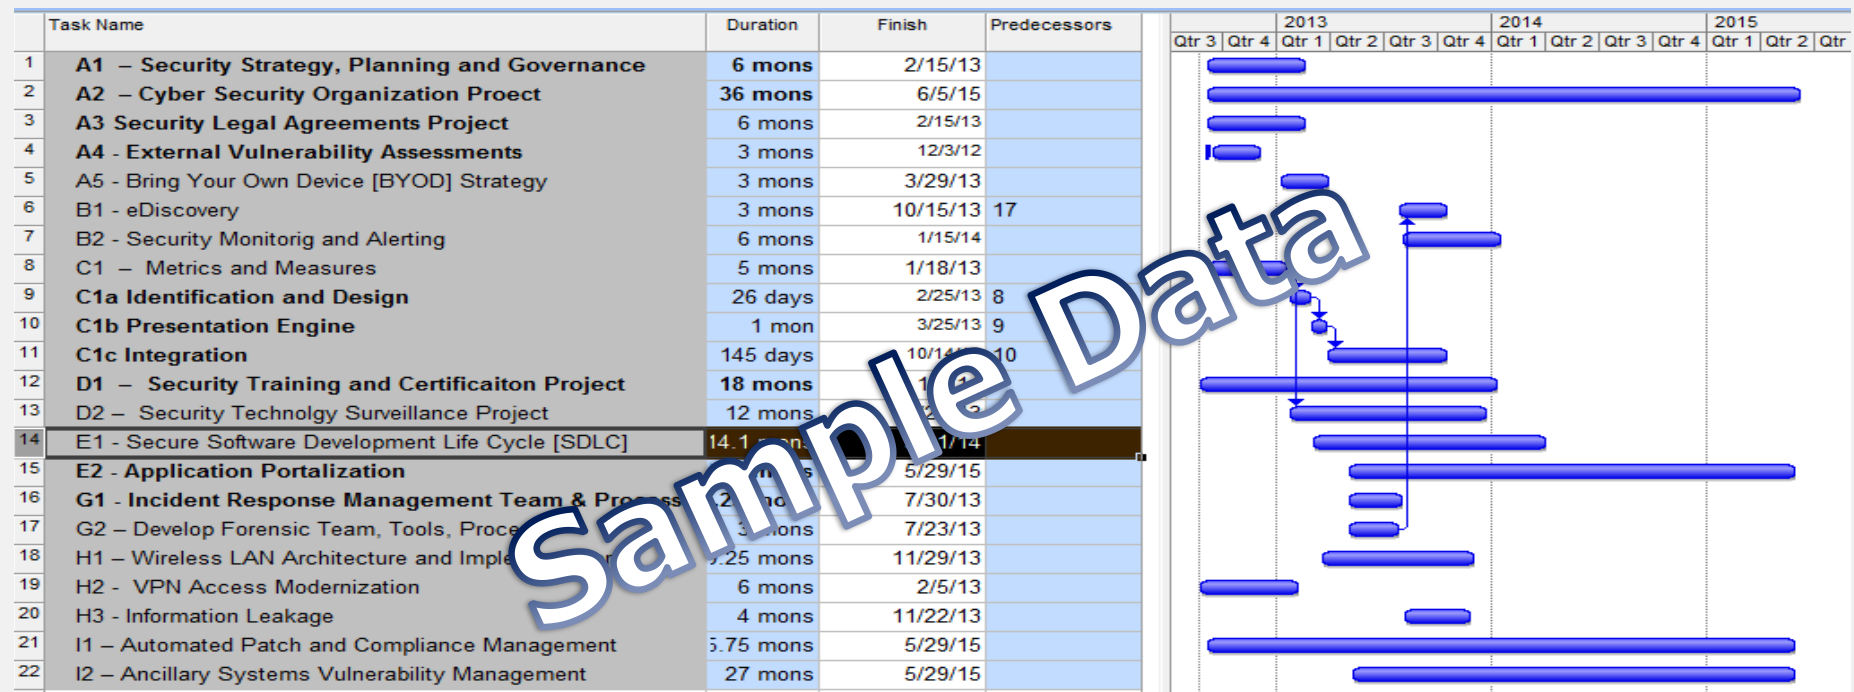 Task Name Duration Finish Predecessors
2013 2014 2015
Qtr 3 Qtr 4 Qtr 1 Qtr 2 Qtr 3 Qtr 4 Qtr 1 Qtr 2 Qtr 3 Qtr 4 Qtr 1 Qtr 2 Qtr
1 A1 – Security Strategy, Planning and Governance 6 mons 2/15/13
2 A2 – Cyber Security Organization Proect 36 mons 6/5/15
3 A3 Security Legal Agreements Project 6 mons 2/15/13
4 A4 - External Vulnerability Assessments 3 mons 12/3/12
5 A5 - Bring Your Own Device [BYOD] Strategy 3 mons 3/29/13
6 B1 - eDiscovery 3 mons 10/15/13 17
7 B2 - Security Monitorig and Alerting 6 mons 1/15/14
8 C1 – Metrics and Measures 5 mons 1/18/13
9 C1a Identification and Design 26 days 2/25/13 8
10 C1b Presentation Engine 1 mon 3/25/13 9
11 C1c Integration 145 days 10
12 D1 – Security Training and Certificaiton Project 18 mons
13 D2 – Security Technolgy Surveillance Project 12 mons
14 E1 - Secure Software Development Life Cycle [SDLC] 14.1
15 E2 - Application Portalization 5/29/15
16 G1 - Incident Response Management Team & Process 7/30/13
17 G2 – Develop Forensic Team, Tools, mons 7/23/13
18 H1 – Wireless LAN Architecture and .25 mons 11/29/13
19 H2 - VPN Access Modernization 6 mons 2/5/13
20 H3 - Information Leakage 4 mons 11/22/13
21 I1 – Automated Patch and Compliance Management 5.75 mons 5/29/15
22 I2 – Ancillary Systems Vulnerability Management 27 mons 5/29/15
Sample Data